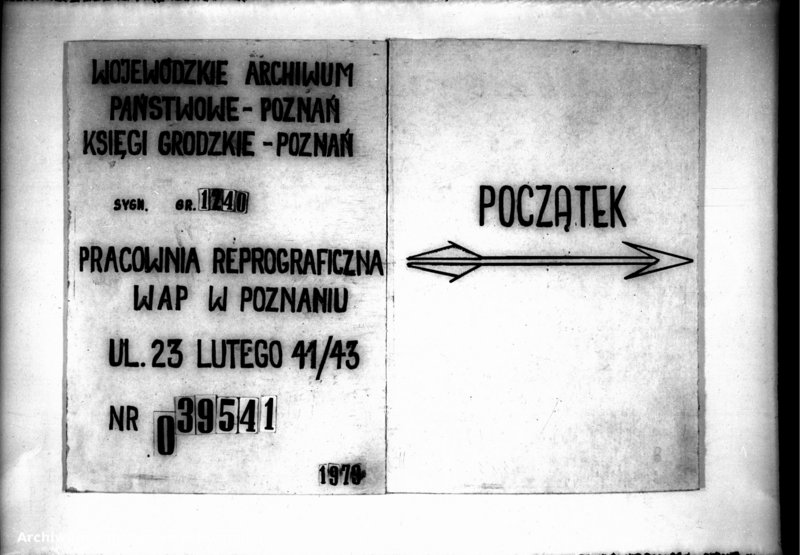 WOJEWÓDZKIE ARCHIWUM
PAŃSTWOWE - POZNAŃ
KSIĘGI GRODZKIE - POZNAŃ
SYGN. GR. 1240
PRACOWNIA REPROGRAFICZNA
WAP W POZNANIU
UL. 23 LUTEGO 41/43
NR 039541
POCZĄTEK